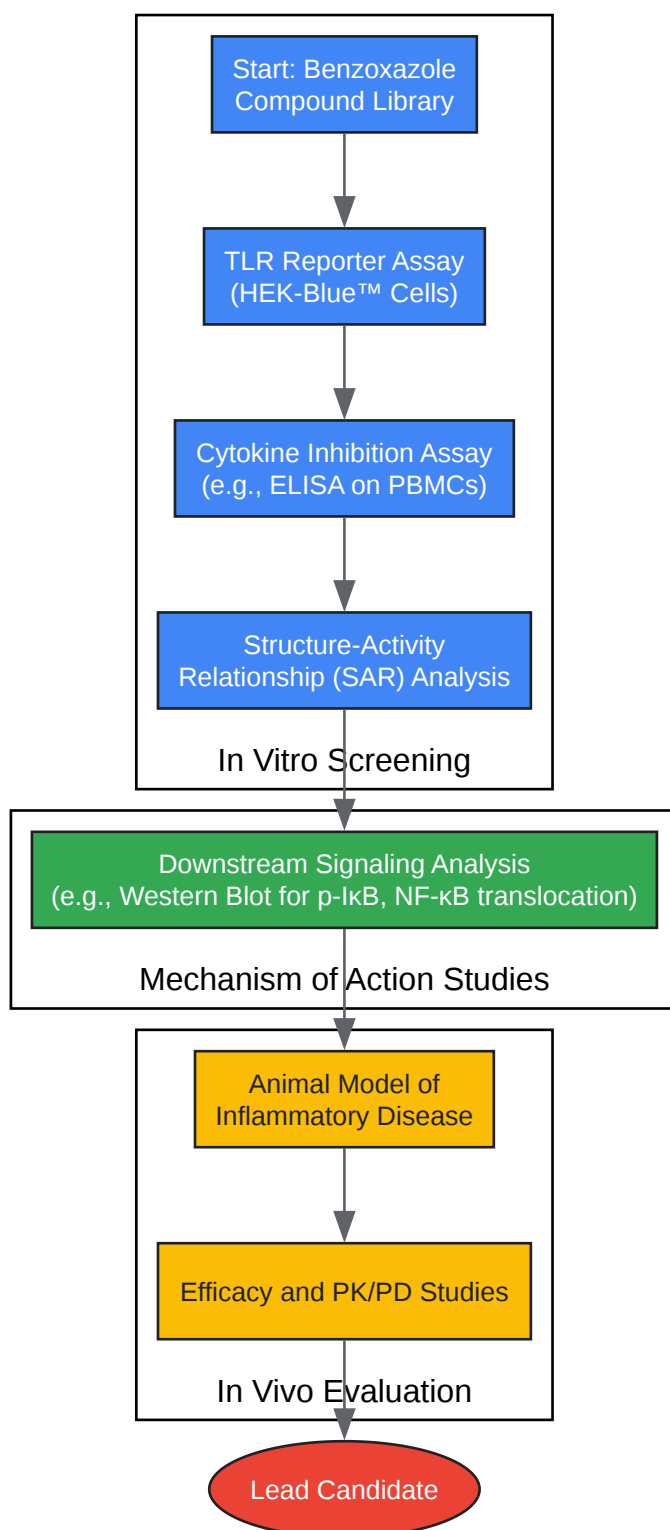 Start: Benzoxazole
Compound Library
TLR Reporter Assay
(HEK-Blue™ Cells)
Cytokine Inhibition Assay
(e.g., ELISA on PBMCs)
Structure-Activity
Relationship (SAR) Analysis
In Vitro Screening
Downstream Signaling Analysis
(e.g., Western Blot for p-IκB, NF-κB translocation)
Mechanism of Action Studies
Animal Model of
Inflammatory Disease
Efficacy and PK/PD Studies
In Vivo Evaluation
Lead Candidate